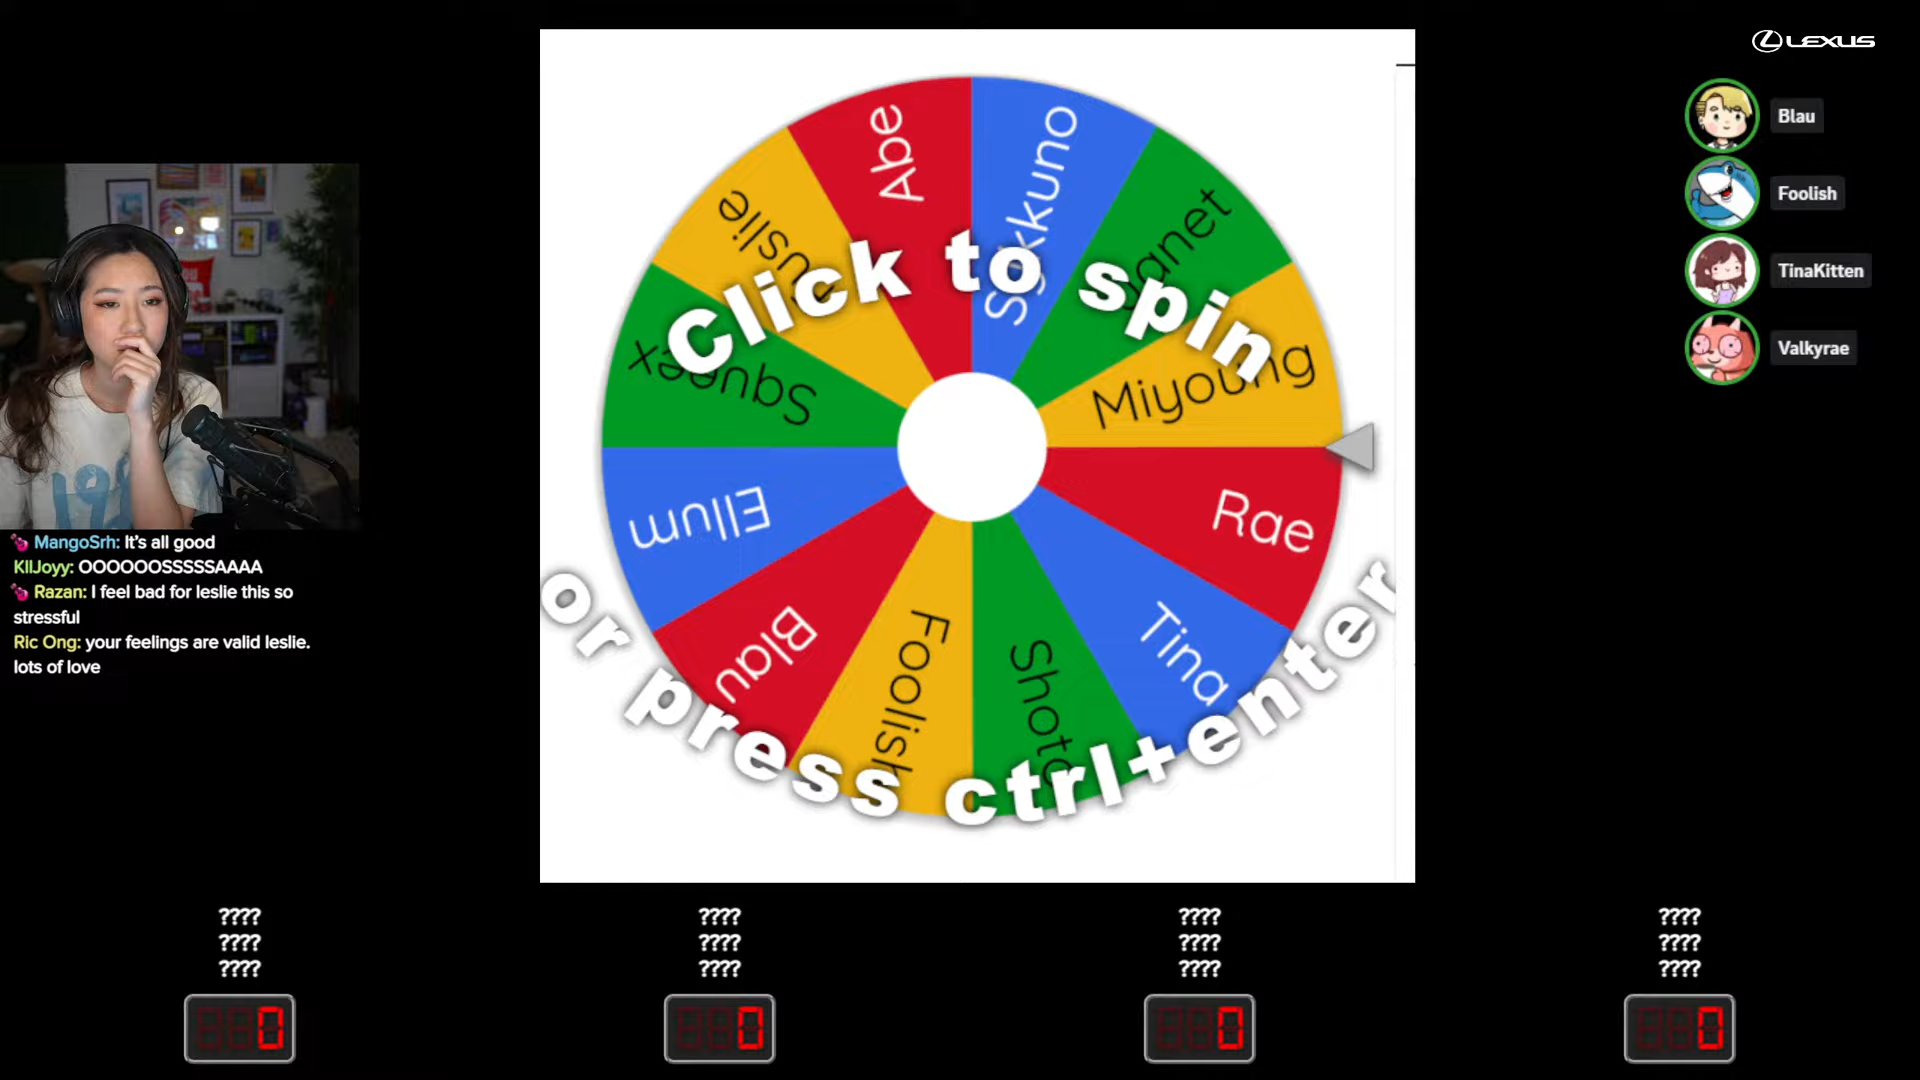 LEXUS
Blau
Foolish
TinaKitten
Valkyrae
Click to spin
or press ctrl+enter
Abe
Sykkuno
Janet
Miyoung
Rae
Tina
Shoto
Foolish
Blau
Ellum
Squeex
MangoSrh: It's all good
KIIJoyy: OOOOOOSSSSSAAAA
Razan: I feel bad for leslie this so
stressful
Ric Ong: your feelings are valid leslie.
lots of love
???? ???? ???? ????
???? ???? ???? ????
???? ???? ???? ????
0 0 0 0